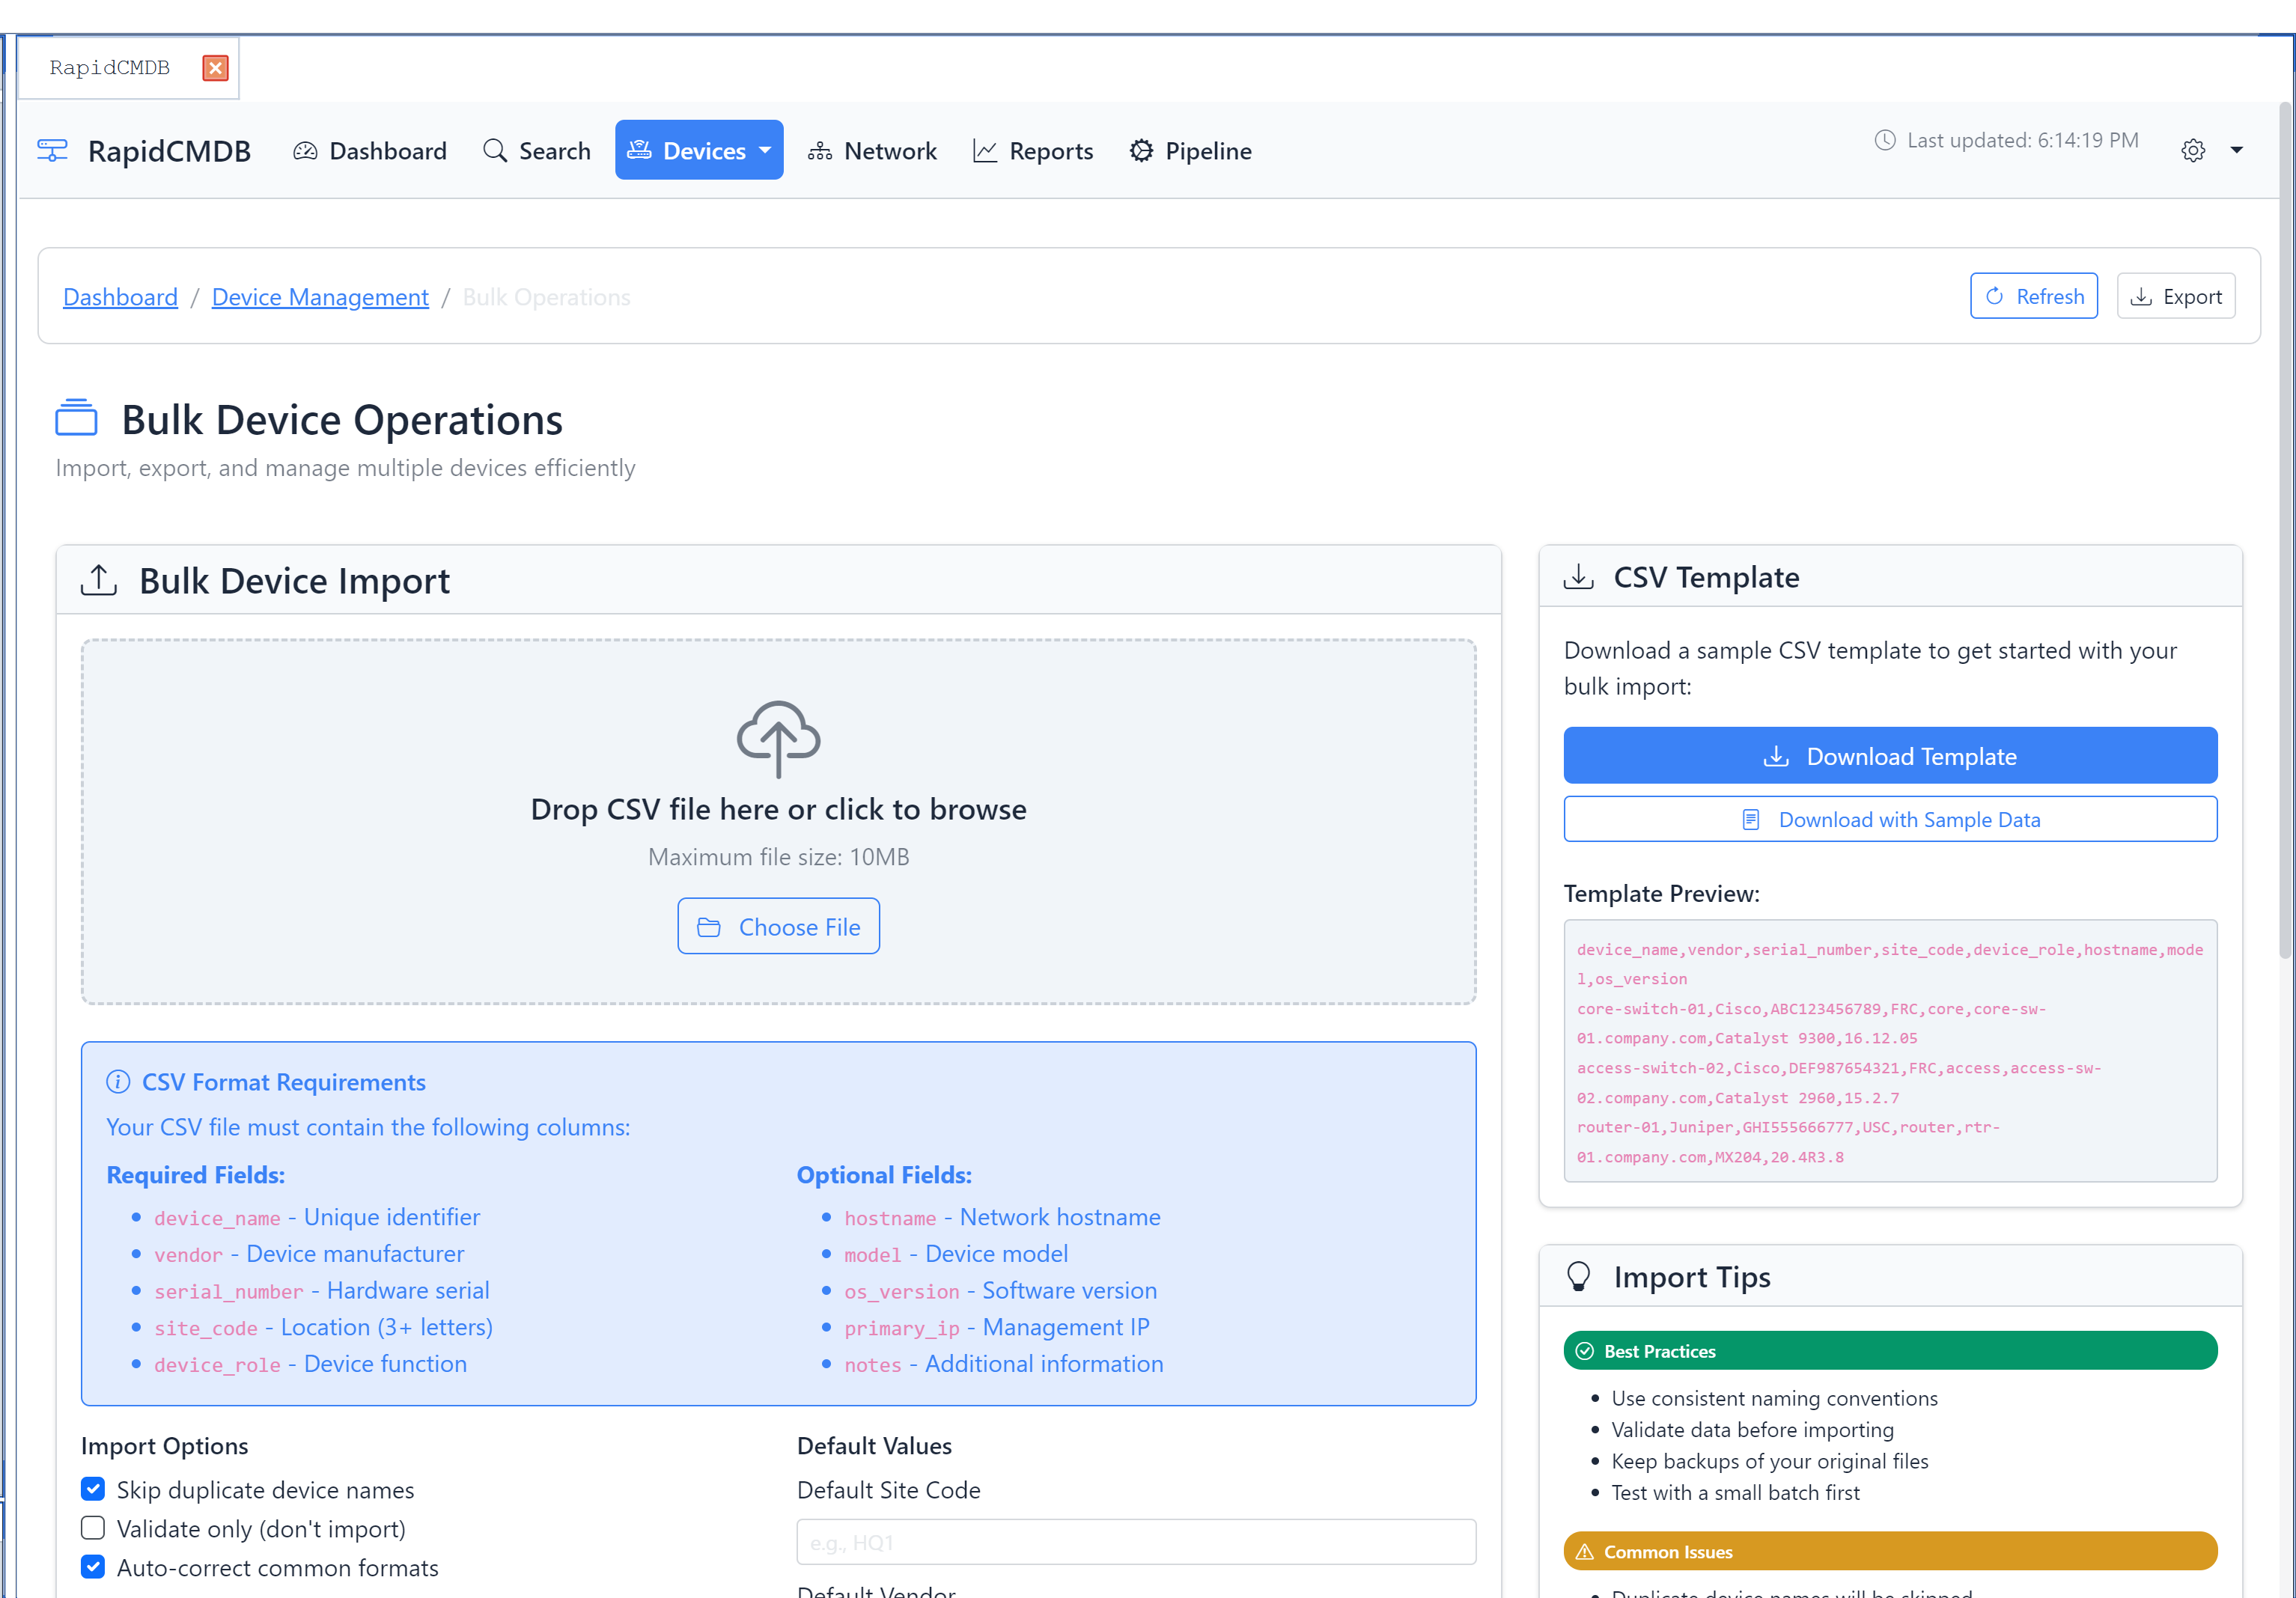 RapidCMDB
RapidCMDB
Dashboard
Search
Devices
Network
Reports
Pipeline
Last updated: 6:14:19 PM
Dashboard / Device Management / Bulk Operations
Refresh
Export
Bulk Device Operations
Import, export, and manage multiple devices efficiently
Bulk Device Import
Drop CSV file here or click to browse
Maximum file size: 10MB
Choose File
CSV Format Requirements
Your CSV file must contain the following columns:
Required Fields:
device_name - Unique identifier
vendor - Device manufacturer
serial_number - Hardware serial
site_code - Location (3+ letters)
device_role - Device function
Optional Fields:
hostname - Network hostname
model - Device model
os_version - Software version
primary_ip - Management IP
notes - Additional information
Import Options
Skip duplicate device names
Validate only (don't import)
Auto-correct common formats
Default Values
Default Site Code
e.g., HQ1
Default Vendor
CSV Template
Download a sample CSV template to get started with your
bulk import:
Download Template
Download with Sample Data
Template Preview:
device_name,vendor,serial_number,site_code,device_role,hostname,mode
l,os_version
core-switch-01,Cisco,ABC123456789,FRC,core,core-sw-
01.company.com,Catalyst 9300,16.12.05
access-switch-02,Cisco,DEF987654321,FRC,access,access-sw-
02.company.com,Catalyst 2960,15.2.7
router-01,Juniper,GHI555666777,USC,router,rtr-
01.company.com,MX204,20.4R3.8
Import Tips
Best Practices
Use consistent naming conventions
Validate data before importing
Keep backups of your original files
Test with a small batch first
Common Issues
Duplicate device names will be skipped